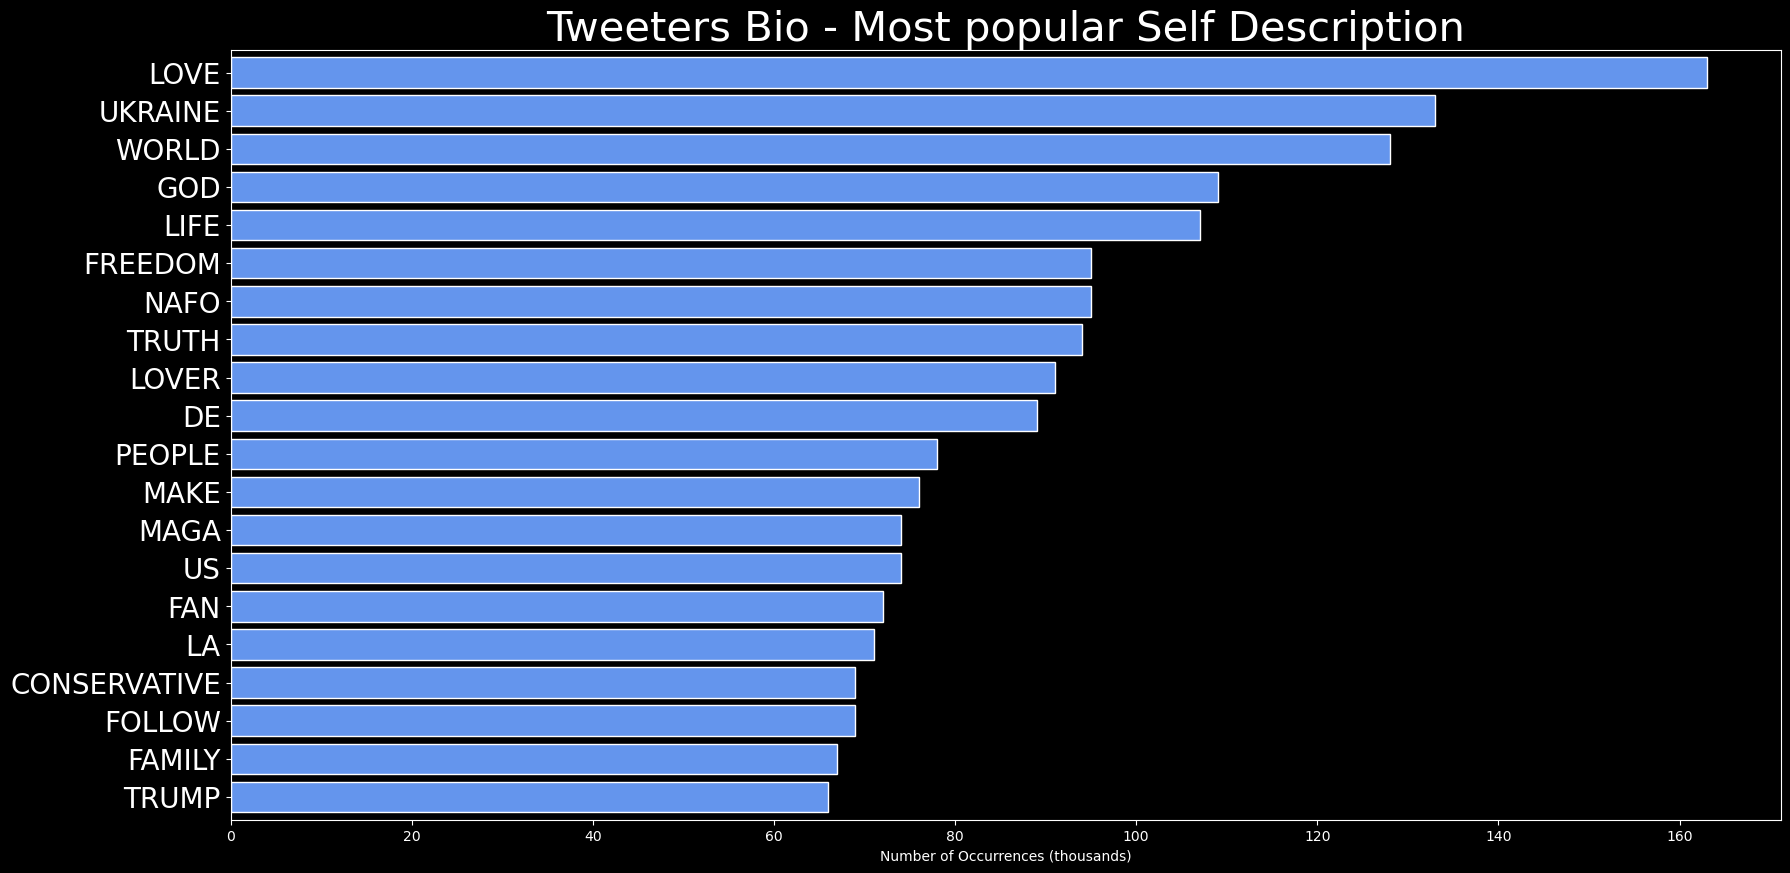 Tweeters Bio - Most popular Self Description
LOVE
UKRAINE
WORLD
GOD
LIFE
FREEDOM
NAFO
TRUTH
LOVER
DE
PEOPLE
MAKE
MAGA
US
FAN
LA
CONSERVATIVE
FOLLOW
FAMILY
TRUMP
0 20 40 60 80 100 120 140 160
Number of Occurrences (thousands)